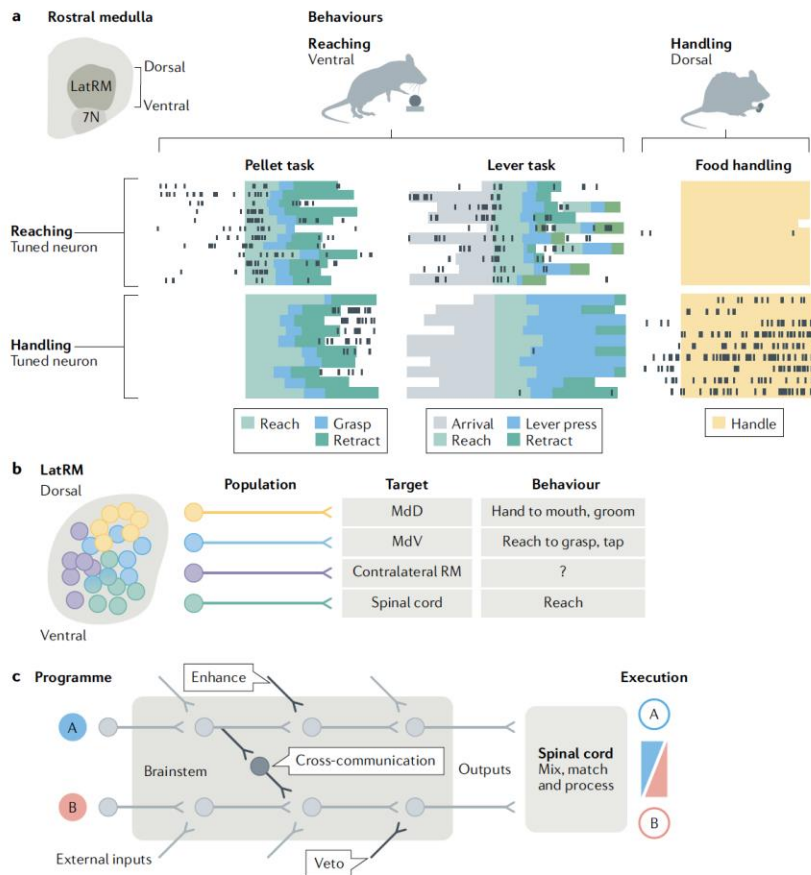 a Rostral medulla
Behaviours
Reaching
Ventral
Handling
Dorsal
LatRM
7N
Dorsal
Ventral
Pellet task
Lever task
Food handling
Reaching
Tuned neuron
Handling
Tuned neuron
Reach
Grasp
Retract
Arrival
Lever press
Reach
Retract
Handle
b LatRM
Dorsal
Ventral
Population
Target
Behaviour
MdD
Hand to mouth, groom
MdV
Reach to grasp, tap
Contralateral RM
?
Spinal cord
Reach
c Programme
Enhance
Execution
A
A
Cross-communication
Brainstem
Outputs
Spinal cord
Mix, match
and process
B
B
External inputs
Veto